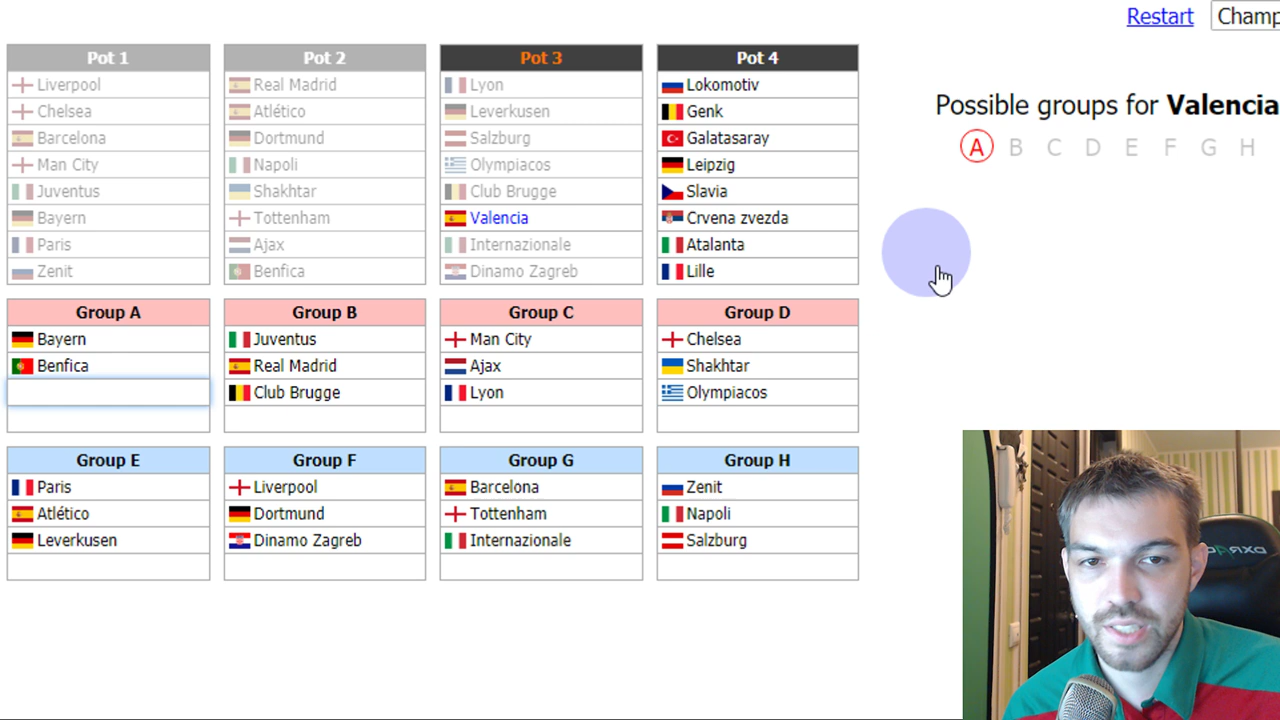 Restart Champ
Pot 1 Pot 2 Pot 3 Pot 4
Liverpool Real Madrid Lyon Lokomotiv
Chelsea Atlético Leverkusen Genk
Barcelona Dortmund Salzburg Galatasaray
Man City Napoli Olympiacos Leipzig
Juventus Shakhtar Club Brugge Slavia
Bayern Tottenham Valencia Crvena zvezda
Paris Ajax Internazionale Atalanta
Zenit Benfica Dinamo Zagreb Lille
Possible groups for Valencia
A B C D E F G H
Group A Group B Group C Group D
Bayern Juventus Man City Chelsea
Benfica Real Madrid Ajax Shakhtar
Club Brugge Lyon Olympiacos
Group E Group F Group G Group H
Paris Liverpool Barcelona Zenit
Atlético Dortmund Tottenham Napoli
Leverkusen Dinamo Zagreb Internazionale Salzburg